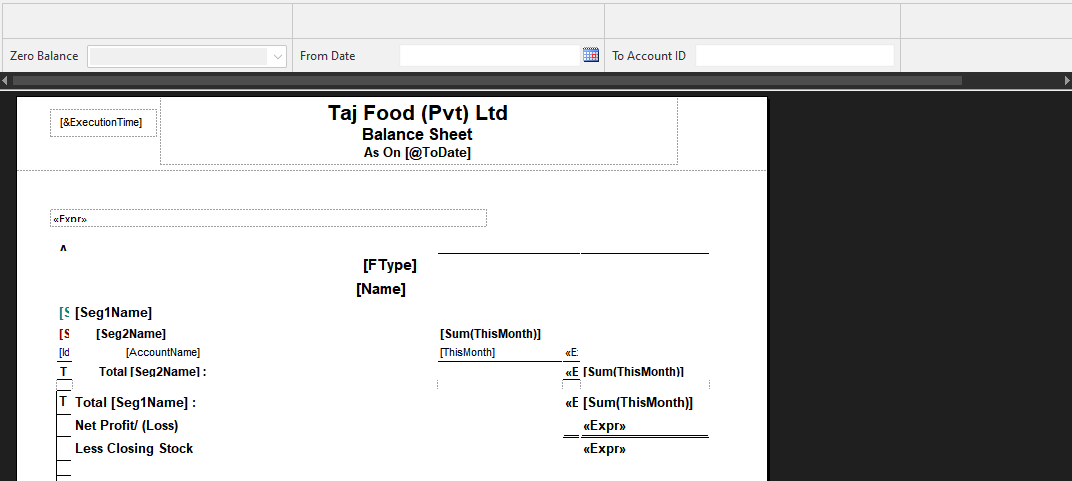 Zero Balance From Date To Account ID
[&ExecutionTime]
Taj Food (Pvt) Ltd
Balance Sheet
As On [@ToDate]
«Expr»
A
[FType]
[Name]
[S [Seg1Name]
[S [Seg2Name] [Sum(ThisMonth)]
[Id [AccountName] [ThisMonth] «E:
T Total [Seg2Name] : «E [Sum(ThisMonth)]
T Total [Seg1Name] : «E [Sum(ThisMonth)]
Net Profit/ (Loss) «Expr»
Less Closing Stock «Expr»